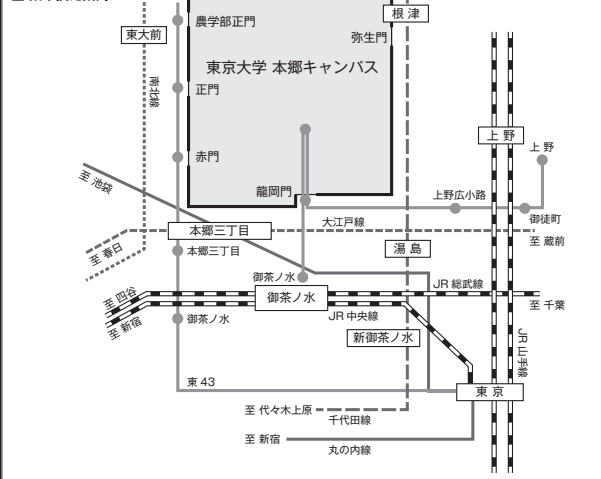 根 津
農学部正門
東大前
弥生門
東京大学 本郷キャンパス
南北線
正門
上 野
上 野
赤門
至 池袋
龍岡門
上野広小路
御徒町
大江戸線
本郷三丁目
至 蔵前
至 春日
本郷三丁目
湯 島
御茶ノ水
JR 総武線
至 四谷
御茶ノ水
至 千葉
至 新宿
御茶ノ水
JR 中央線
新御茶ノ水
JR 山手線
東 43
東 京
至 代々木上原
千代田線
至 新宿
丸の内線